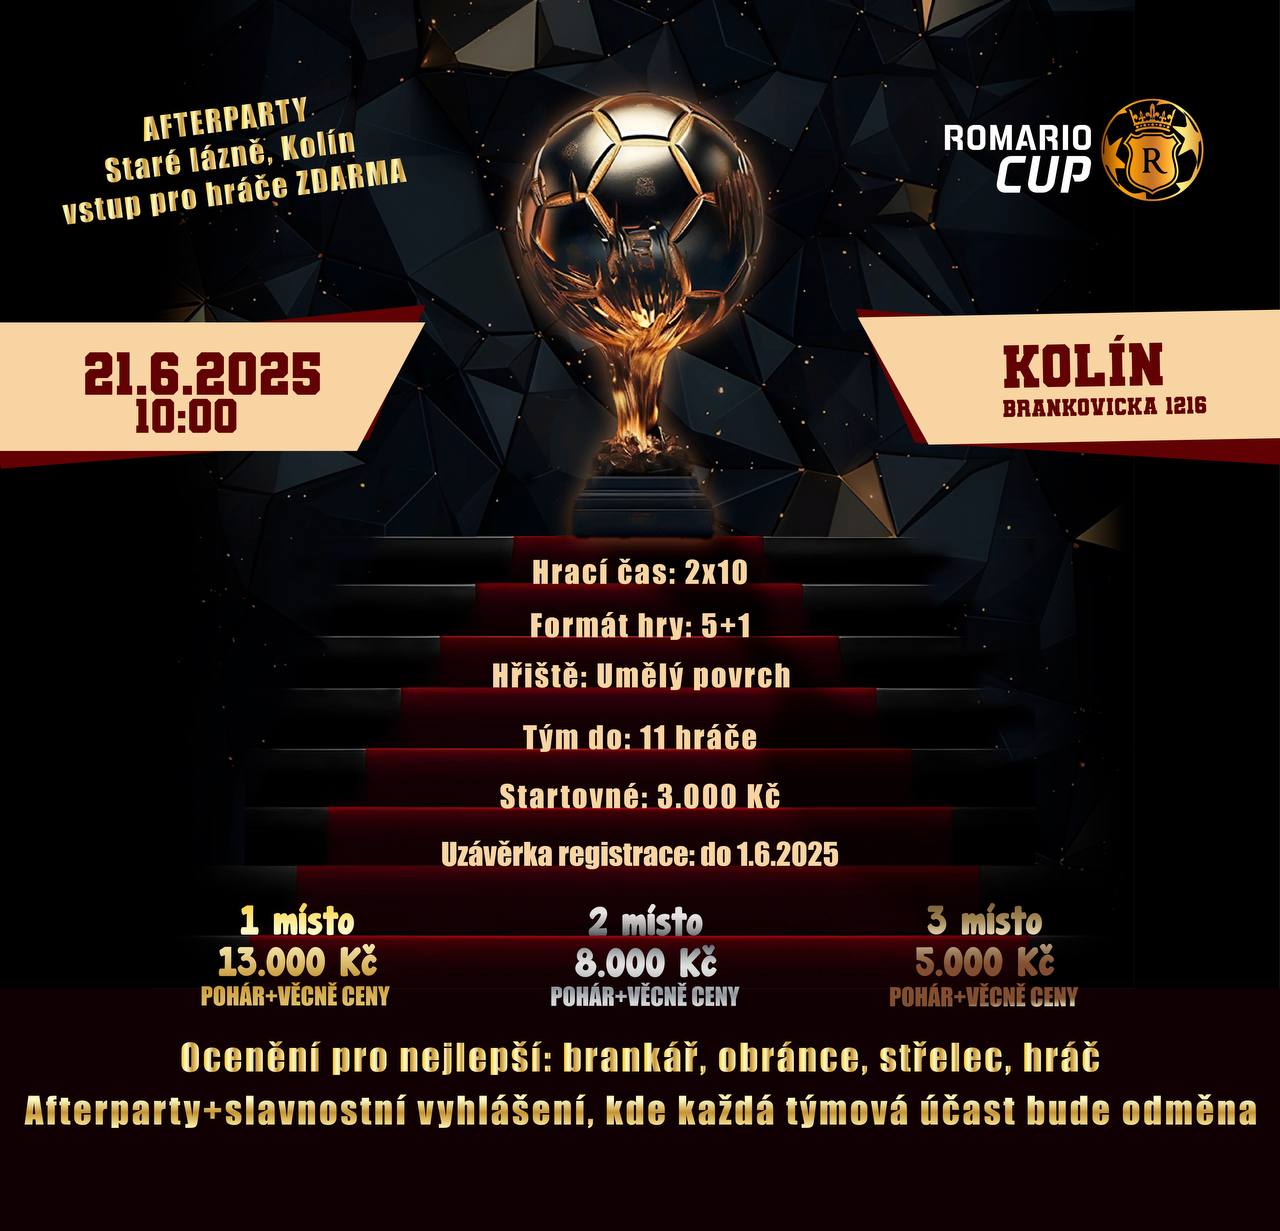 AFTERPARTY
Staré lázně, Kolín
vstup pro hráče ZDARMA
ROMARIO
CUP
R
21.6.2025
10:00
KOLÍN
BRANKOVICKA 1216
Hrací čas: 2x10
Formát hry: 5+1
Hřiště: Umělý povrch
Tým do: 11 hráče
Startovné: 3.000 Kč
Uzávěrka registrace: do 1.6.2025
1 místo
13.000 Kč
POHÁR+VĚCNĚ CENY
2 místo
8.000 Kč
POHÁR+VĚCNĚ CENY
3 místo
5.000 Kč
POHÁR+VĚCNĚ CENY
Ocenění pro nejlepší: brankář, obránce, střelec, hráč
Afterparty+slavnostní vyhlášení, kde každá týmová účast bude odměna